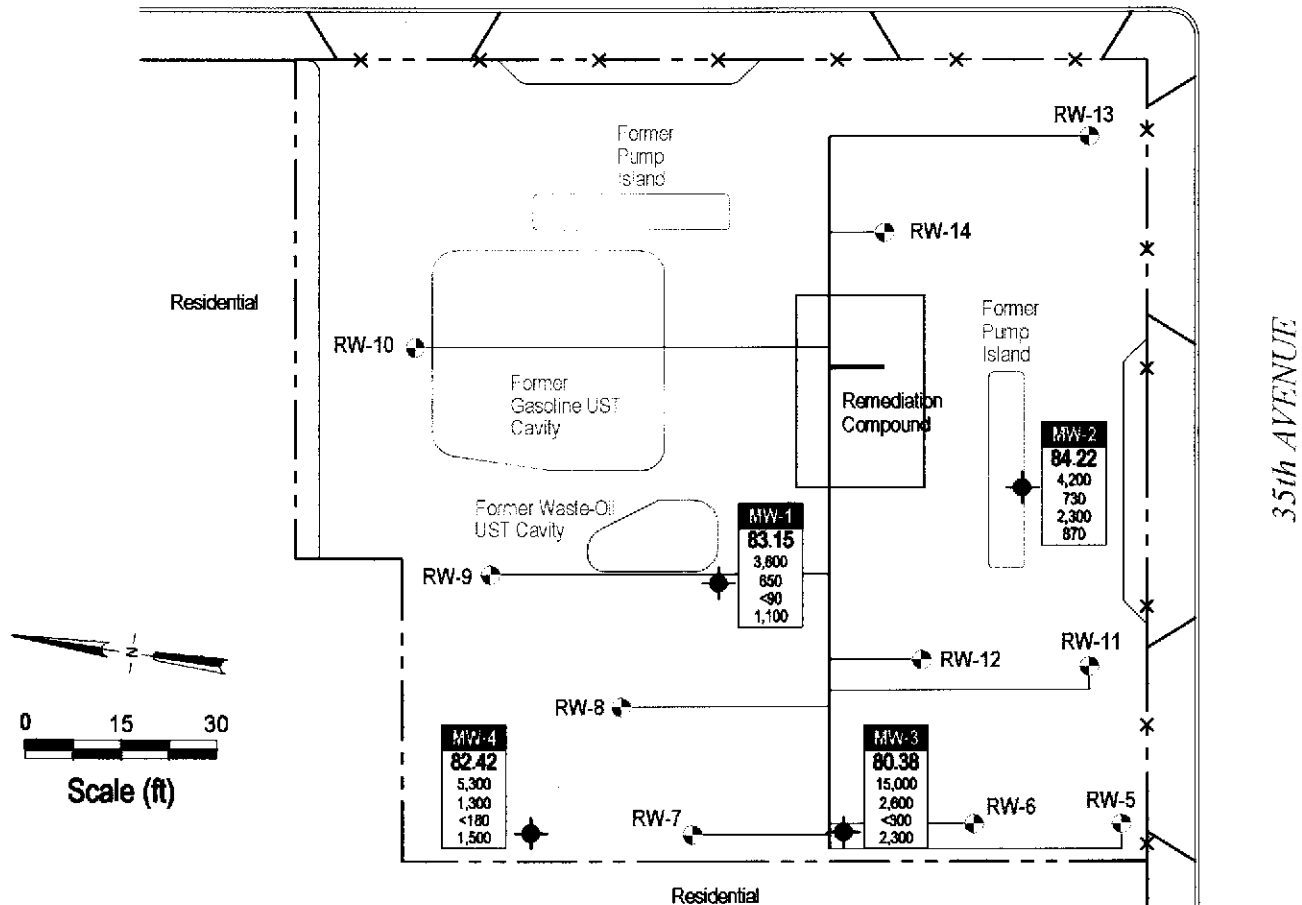 RW-13
Former
Pump
Island
RW-14
Residential
Former
Pump
Island
RW-10
Former
Gasoline UST
Cavity
Remediation
Compound
35th AVENUE
MW-2
84.22
4,200
730
2,300
870
Former Waste-Oil
UST Cavity
MW-1
83.15
3,600
650
<90
1,100
RW-9
N
RW-12
RW-11
RW-8
0 15 30
Scale (ft)
MW-4
82.42
5,300
1,300
<180
1,500
MW-3
80.38
15,000
2,600
<900
2,300
RW-7
RW-6
RW-5
Residential